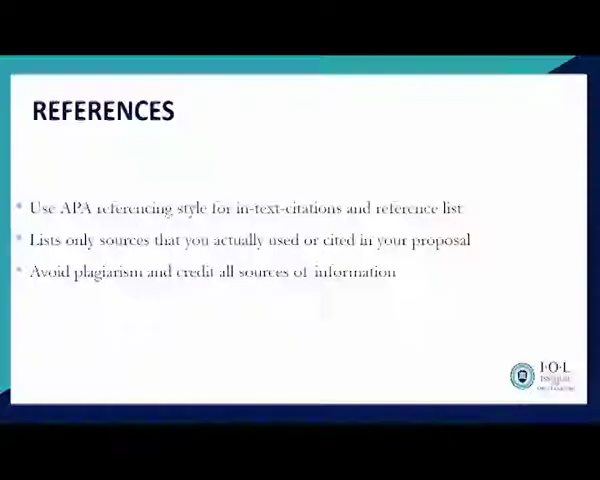 REFERENCES
Use APA referencing style for in-text-citations and reference list
Lists only sources that you actually used or cited in your proposal
Avoid plagiarism and credit all sources of information
I·O·L